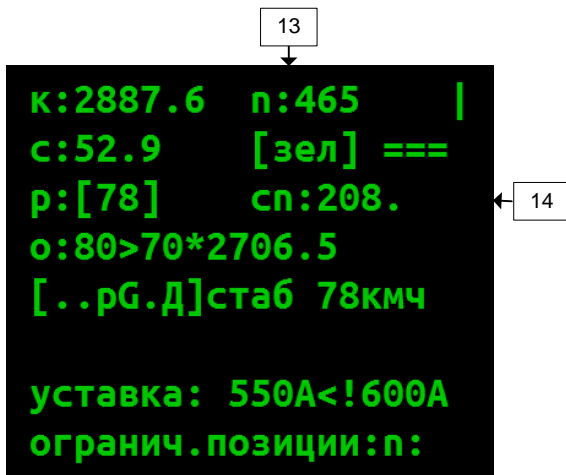 13
к:2887.6 п:465 |
с:52.9 [зел] ===
р:[78] сп:208.
14
о:80>70*2706.5
[..рG.Д]стаб 78кмч
уставка: 550А<!600А
огранич.позиции:п: